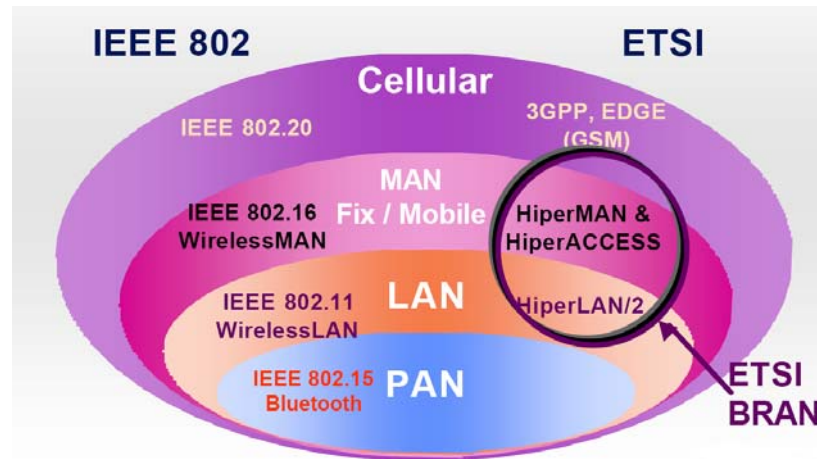 IEEE 802
ETSI
Cellular
IEEE 802.20
3GPP, EDGE
(GSM)
MAN
Fix / Mobile
IEEE 802.16
WirelessMAN
HiperMAN &
HiperACCESS
LAN
IEEE 802.11
WirelessLAN
HiperLAN/2
PAN
IEEE 802.15
Bluetooth
ETSI
BRAN